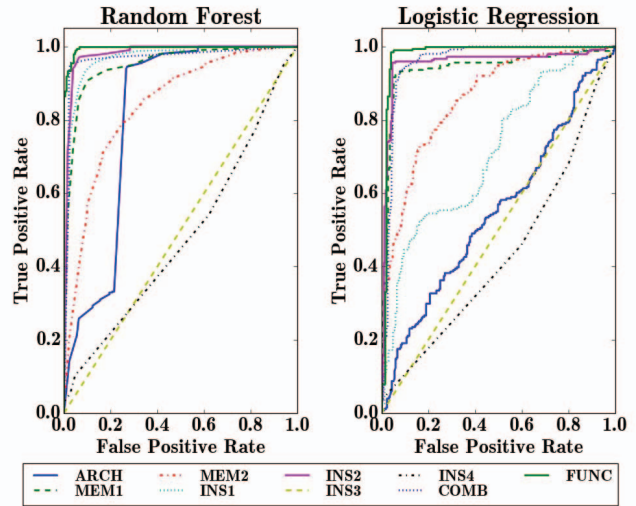 Random Forest
Logistic Regression
True Positive Rate
1.0
0.8
0.6
0.4
0.2
0.0
0.0 0.2 0.4 0.6 0.8 1.0
False Positive Rate
True Positive Rate
1.0
0.8
0.6
0.4
0.2
0.0
0.0 0.2 0.4 0.6 0.8 1.0
False Positive Rate
ARCH MEM2 INS2 INS4 FUNC
MEM1 INS1 INS3 COMB